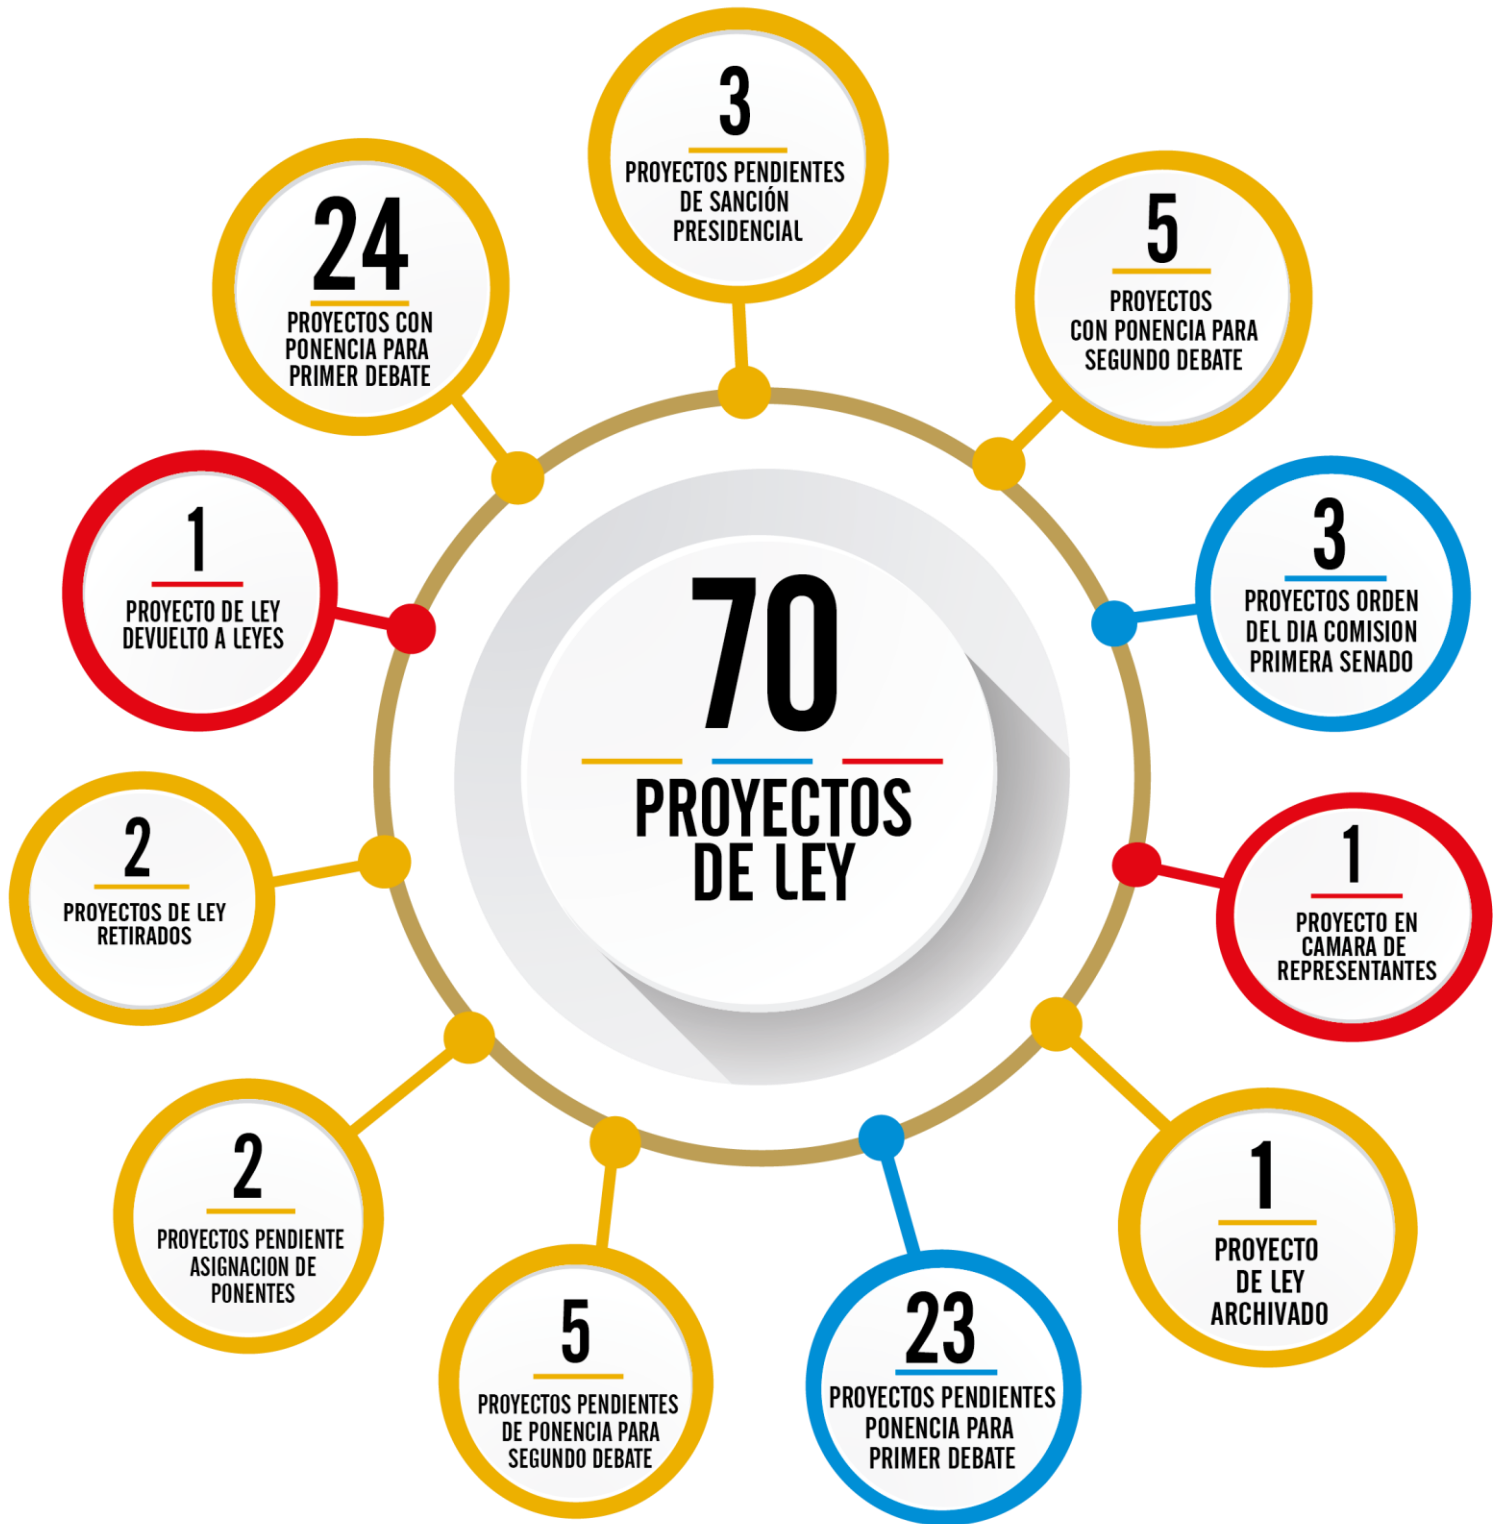 3
PROYECTOS PENDIENTES
DE SANCIÓN
PRESIDENCIAL
5
PROYECTOS
CON PONENCIA PARA
SEGUNDO DEBATE
3
PROYECTOS ORDEN
DEL DIA COMISION
PRIMERA SENADO
1
PROYECTO EN
CAMARA DE
REPRESENTANTES
1
PROYECTO
DE LEY
ARCHIVADO
23
PROYECTOS PENDIENTES
PONENCIA PARA
PRIMER DEBATE
5
PROYECTOS PENDIENTES
DE PONENCIA PARA
SEGUNDO DEBATE
2
PROYECTOS PENDIENTE
ASIGNACION DE
PONENTES
2
PROYECTOS DE LEY
RETIRADOS
1
PROYECTO DE LEY
DEVUELTO A LEYES
24
PROYECTOS CON
PONENCIA PARA
PRIMER DEBATE
70
PROYECTOS
DE LEY